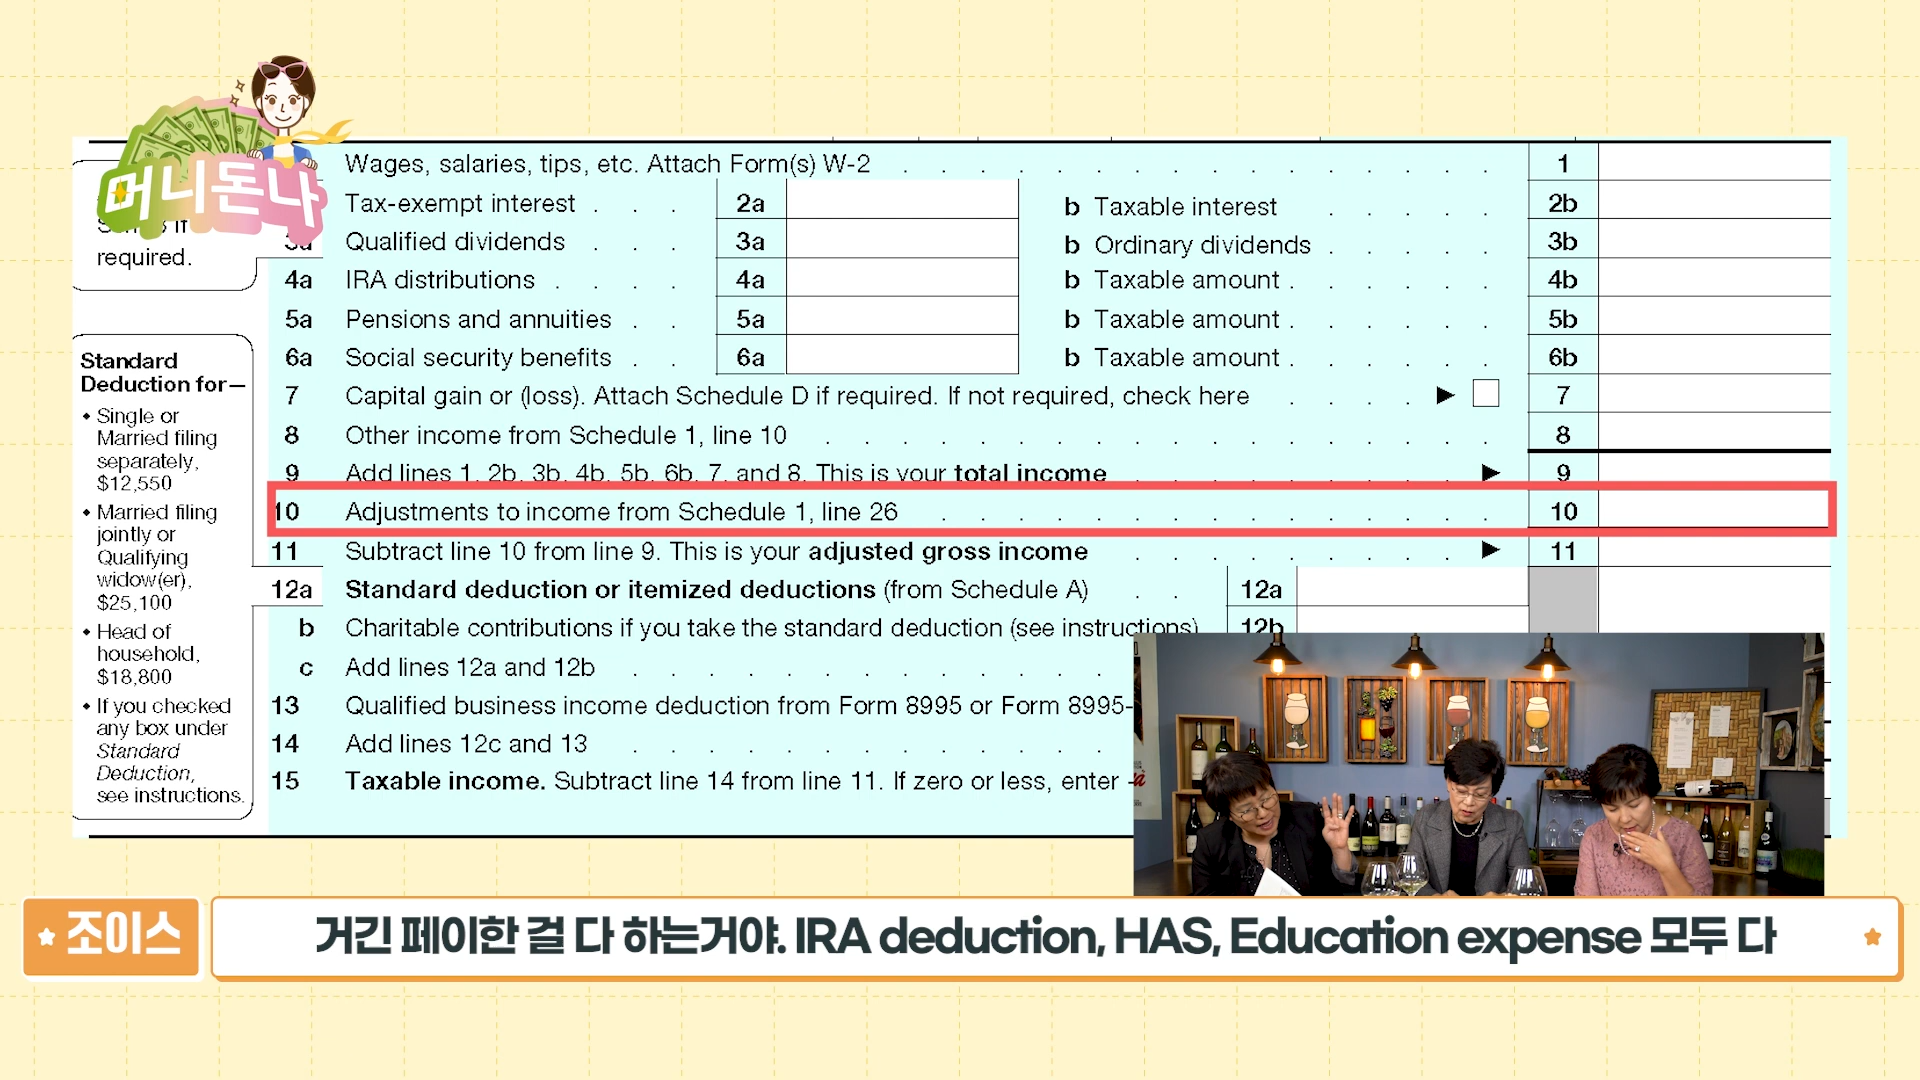 머니돈나
required.
Standard
Deduction for—
• Single or
Married filing
separately,
$12,550
• Married filing
jointly or
Qualifying
widow(er),
$25,100
• Head of
household,
$18,800
• If you checked
any box under
Standard
Deduction,
see instructions.
Wages, salaries, tips, etc. Attach Form(s) W-2 . . . . . . . . . . . . . . . . 1
Tax-exempt interest . . . 2a b Taxable interest . . . . . 2b
3a Qualified dividends . . . 3a b Ordinary dividends . . . . . 3b
4a IRA distributions . . . . 4a b Taxable amount . . . . . . 4b
5a Pensions and annuities . . 5a b Taxable amount . . . . . . 5b
6a Social security benefits . . 6a b Taxable amount . . . . . . 6b
7 Capital gain or (loss). Attach Schedule D if required. If not required, check here . . . . ▶ 7
8 Other income from Schedule 1, line 10 . . . . . . . . . . . . . . . . . . 8
9 Add lines 1, 2b, 3b, 4b, 5b, 6b, 7, and 8. This is your total income . . . . . . . . . ▶ 9
10 Adjustments to income from Schedule 1, line 26 . . . . . . . . . . . . . . . 10
11 Subtract line 10 from line 9. This is your adjusted gross income . . . . . . . . . ▶ 11
12a Standard deduction or itemized deductions (from Schedule A) . . 12a
b Charitable contributions if you take the standard deduction (see instructions) 12b
c Add lines 12a and 12b . . . . . . . . . . . . .
13 Qualified business income deduction from Form 8995 or Form 8995-
14 Add lines 12c and 13 . . . . . . . . . . . . .
15 Taxable income. Subtract line 14 from line 11. If zero or less, enter -
조이스
거긴 페이한 걸 다 하는거야. IRA deduction, HAS, Education expense 모두 다